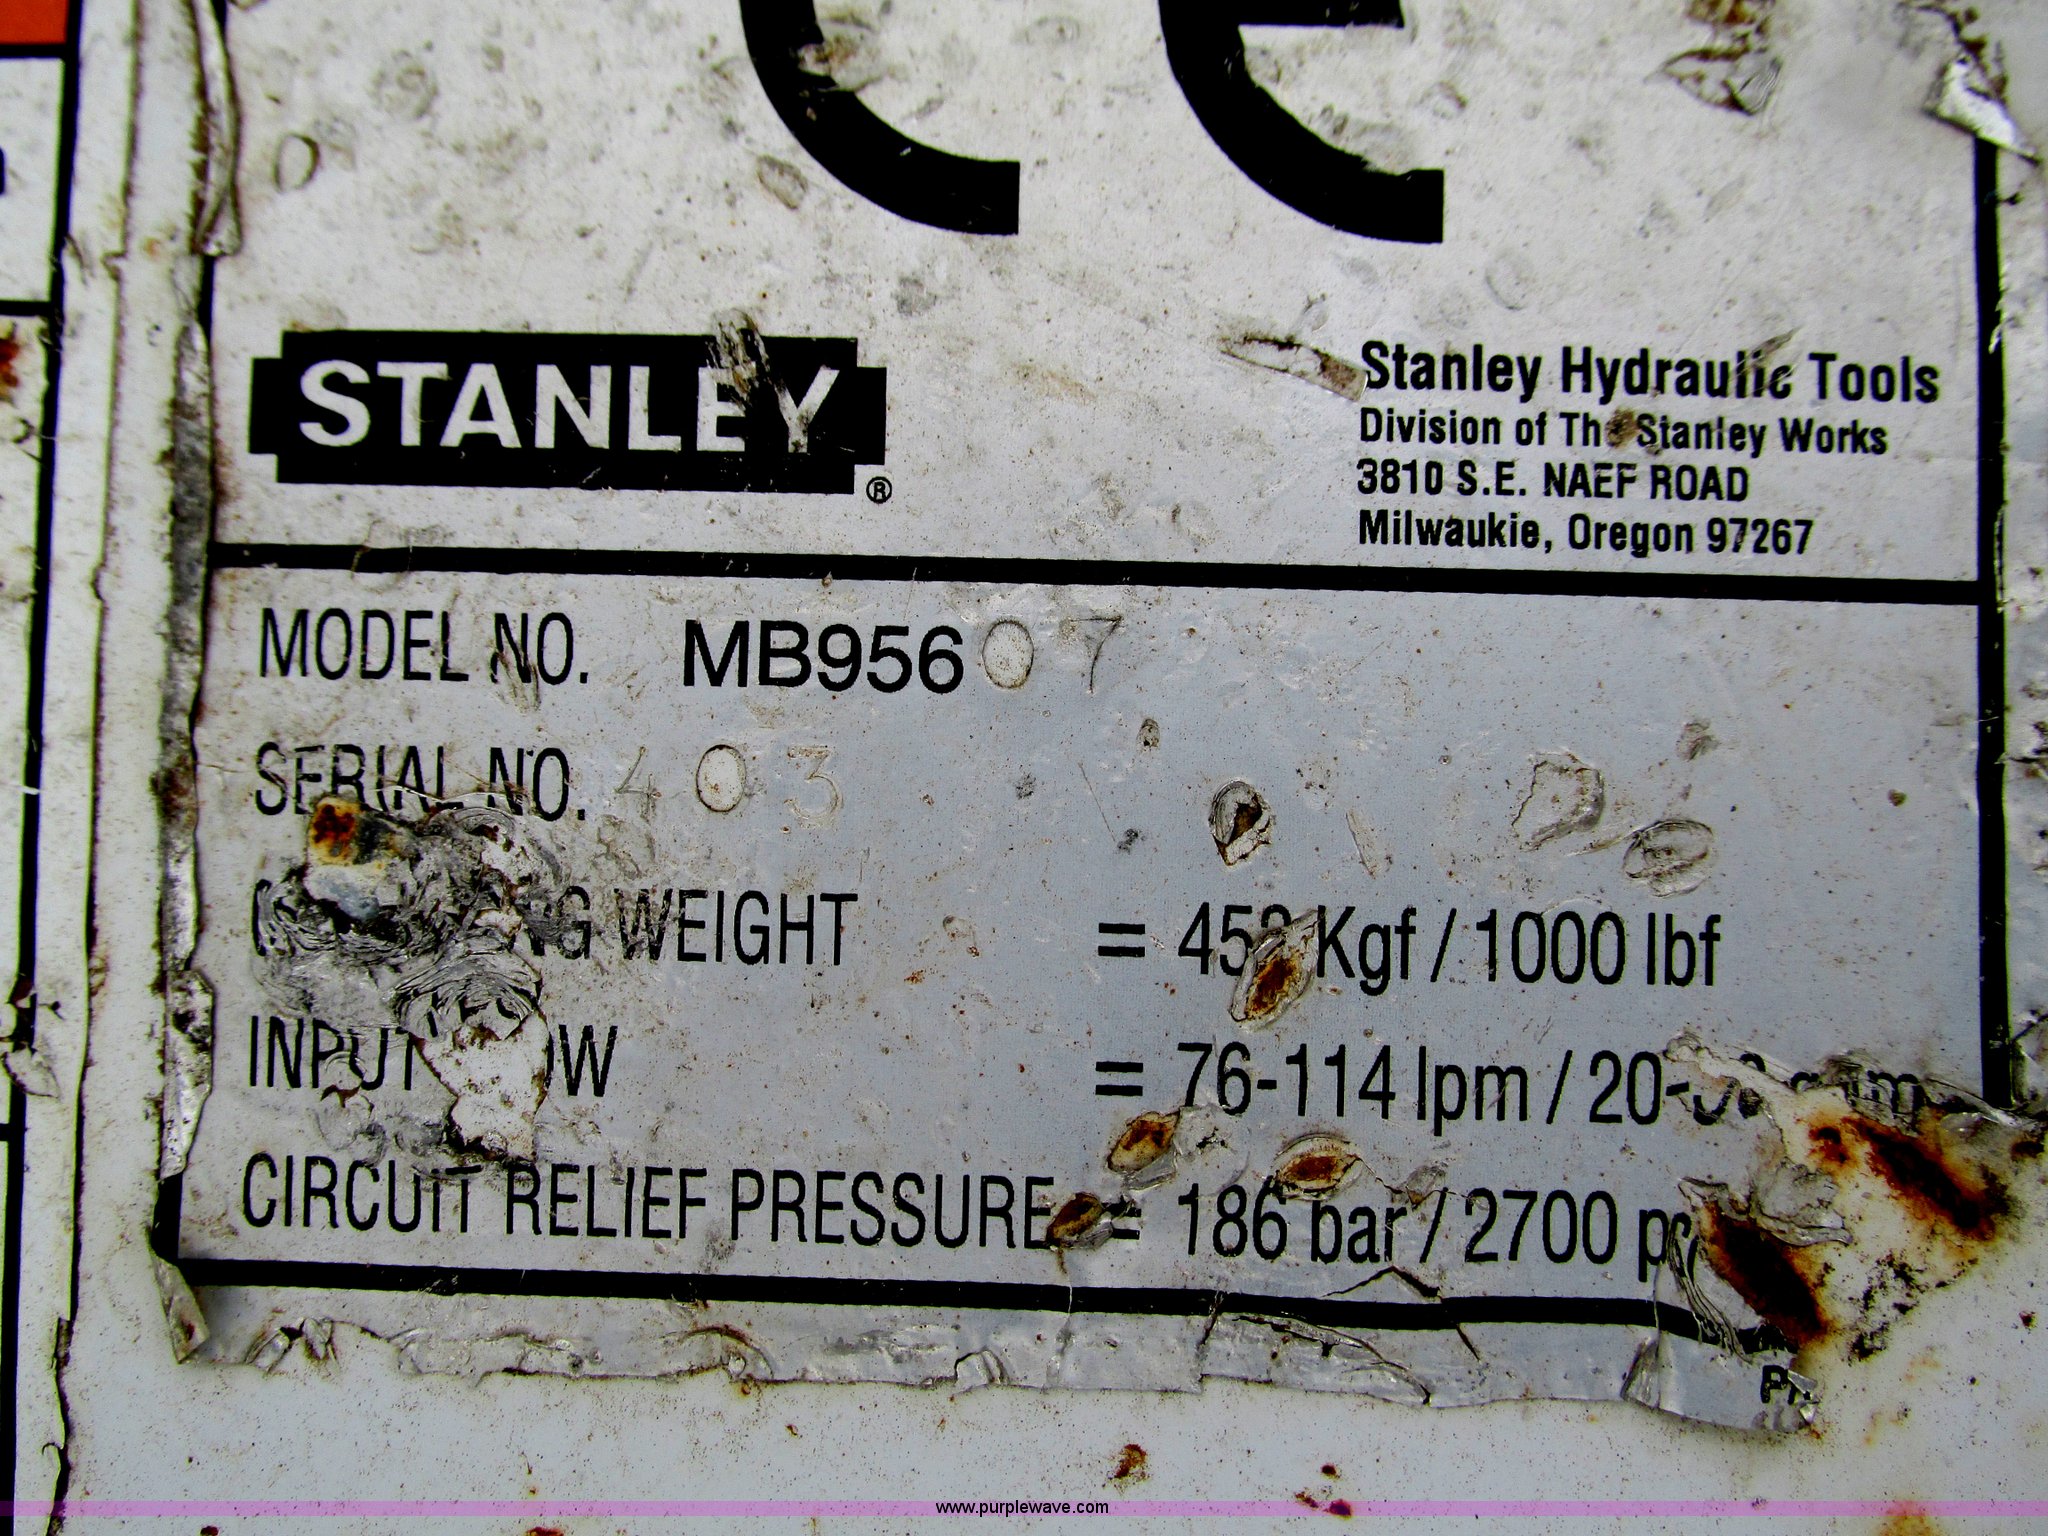 CE
STANLEY ®
Stanley Hydraulic Tools
Division of The Stanley Works
3810 S.E. NAEF ROAD
Milwaukie, Oregon 97267
MODEL NO. MB95607
SERIAL NO. 403
WEIGHT = Kgf / 1000 lbf
INPUT = 76-114 lpm /
CIRCUIT RELIEF PRESSURE = 186 bar / 2700
www.purplewave.com